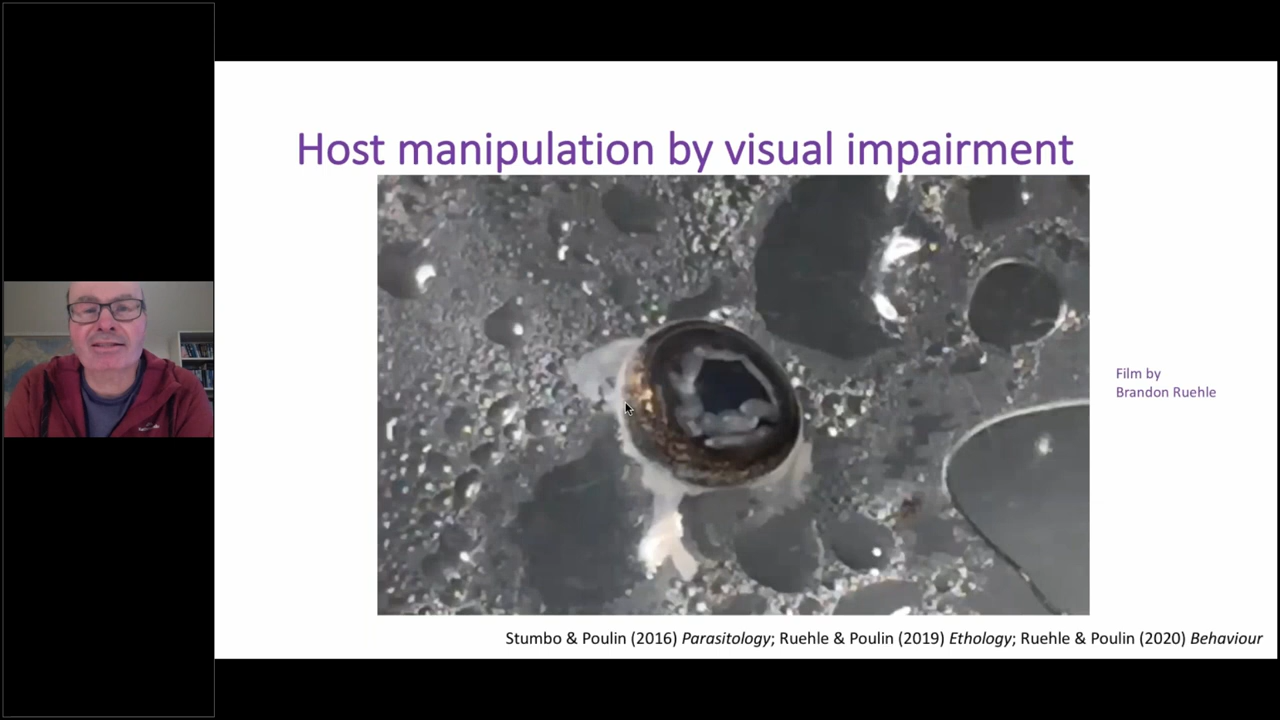 Host manipulation by visual impairment
Film by
Brandon Ruehle
Stumbo & Poulin (2016) Parasitology; Ruehle & Poulin (2019) Ethology; Ruehle & Poulin (2020) Behaviour